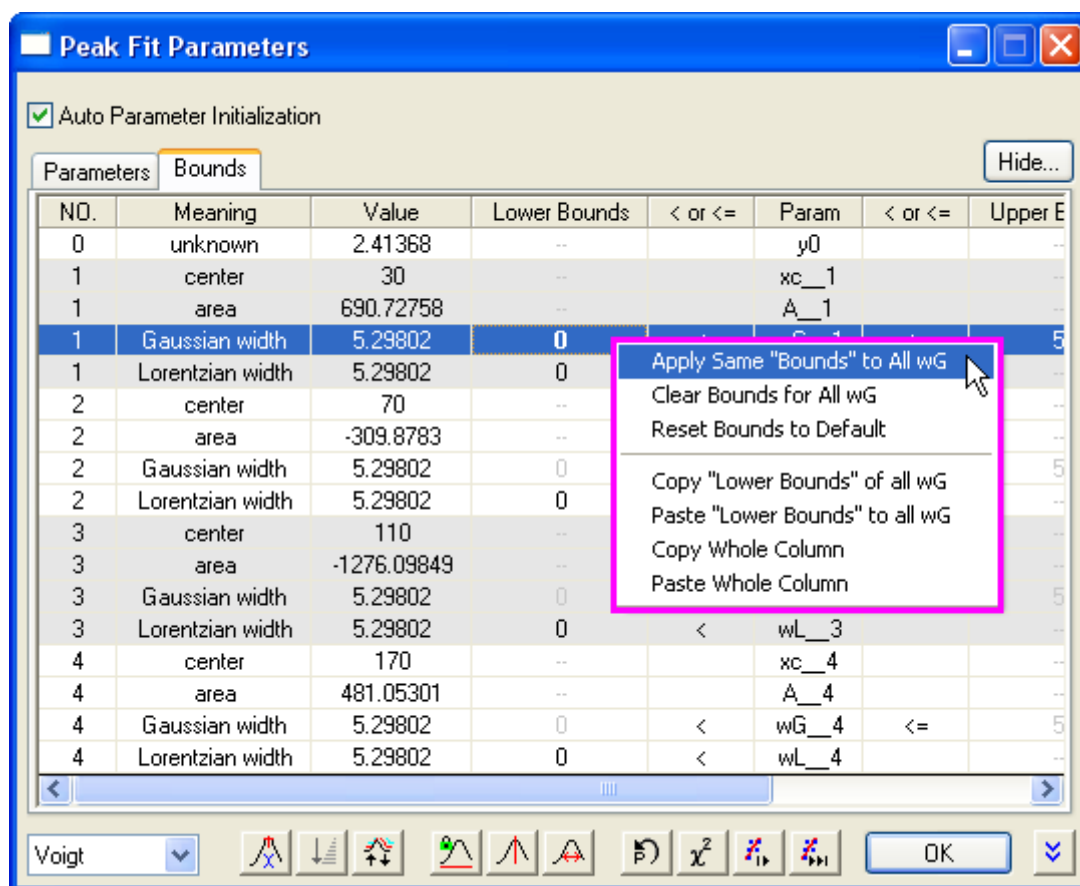 Peak Fit Parameters
Auto Parameter Initialization
Hide...
Parameters Bounds
NO. Meaning Value Lower Bounds < or <= Param < or <= Upper
0 unknown 2.41368 -- y0 --
1 center 30 -- xc__1 --
1 area 690.72758 -- A__1 --
1 Gaussian width 5.29802 0 5
1 Lorentzian width 5.29802 0
2 center 70 --
2 area -309.8783 -- --
2 Gaussian width 5.29802 0 5
2 Lorentzian width 5.29802 0 --
3 center 110 -- --
3 area -1276.09849 -- --
3 Gaussian width 5.29802 0 5
3 Lorentzian width 5.29802 0 < wL__3 --
4 center 170 -- xc__4 --
4 area 481.05301 -- A__4 --
4 Gaussian width 5.29802 0 < wG__4 <= 5
4 Lorentzian width 5.29802 0 < wL__4 --
Apply Same "Bounds" to All wG
Clear Bounds for All wG
Reset Bounds to Default
Copy "Lower Bounds" of all wG
Paste "Lower Bounds" to all wG
Copy Whole Column
Paste Whole Column
Voigt χ² OK